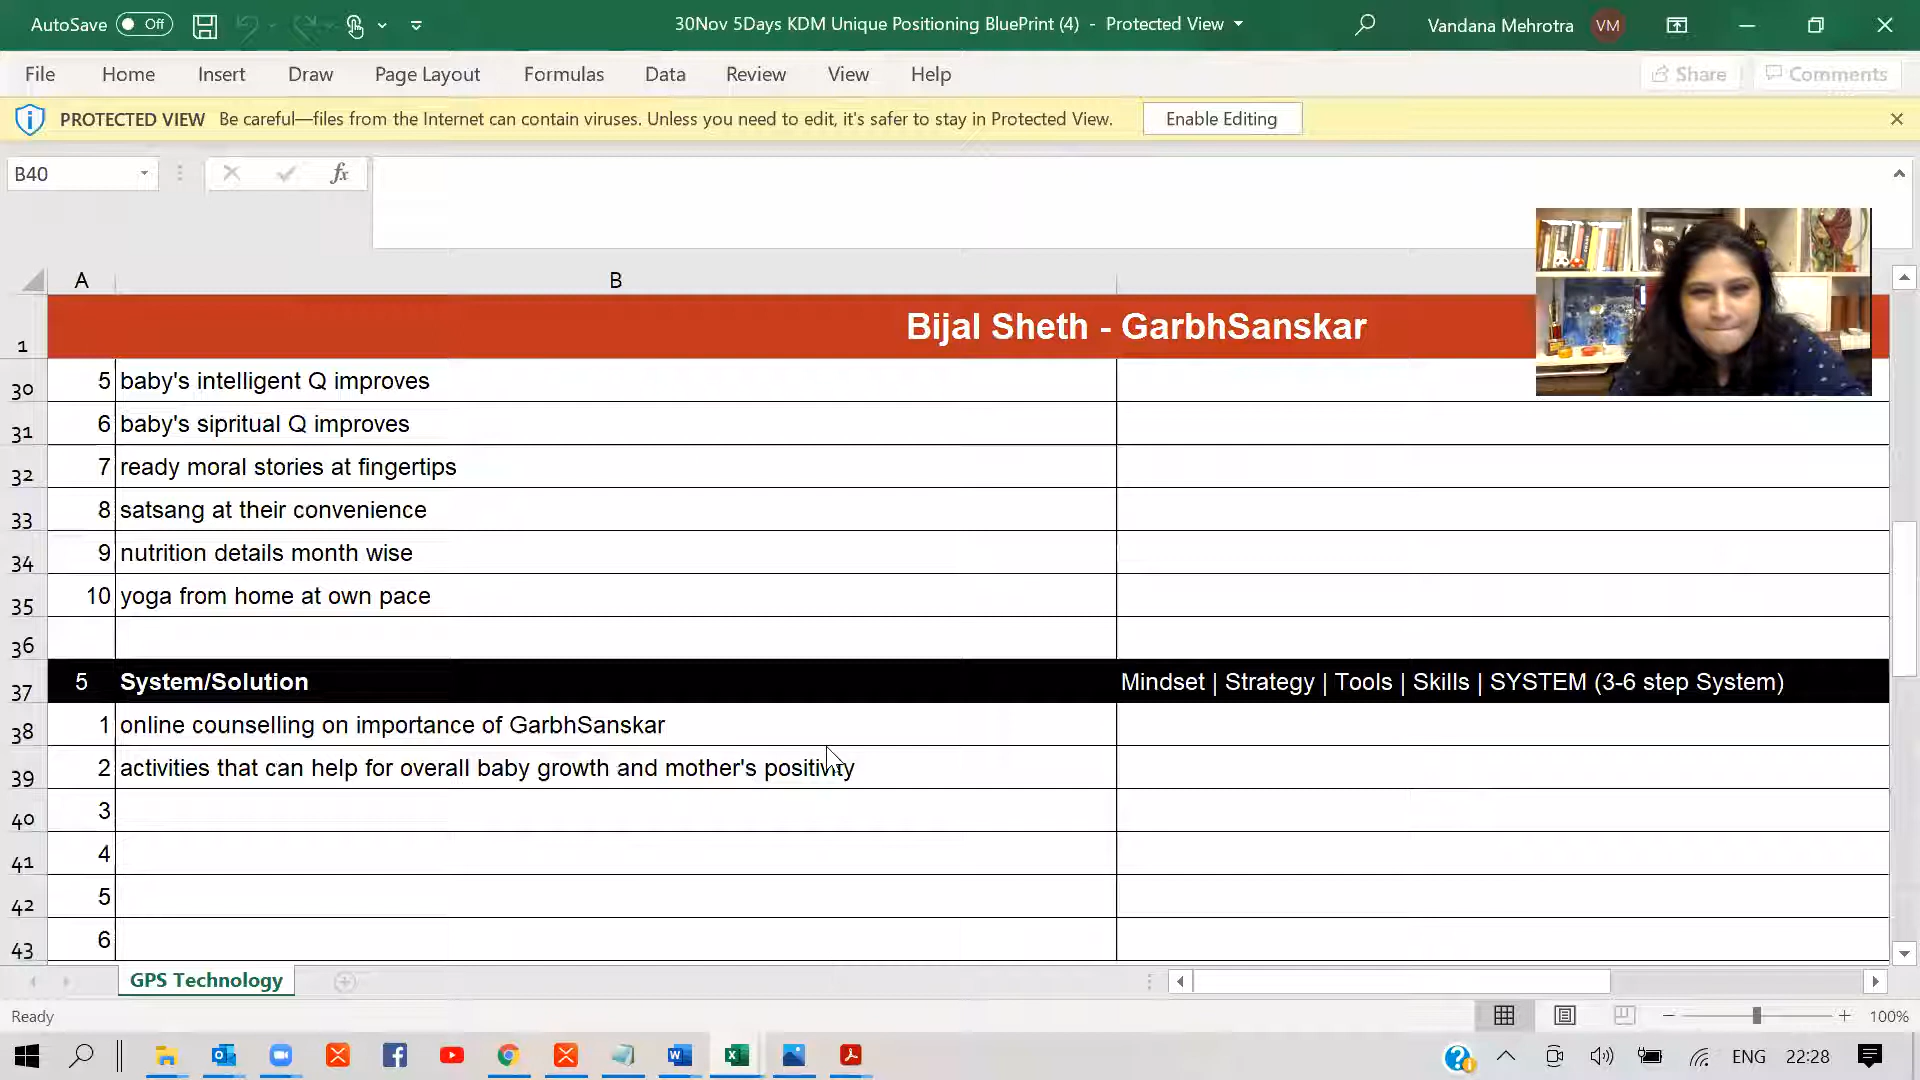 AutoSave Off 30Nov 5Days KDM Unique Positioning BluePrint (4) - Protected View Vandana Mehrotra VM
File Home Insert Draw Page Layout Formulas Data Review View Help Share Comments
PROTECTED VIEW Be careful—files from the Internet can contain viruses. Unless you need to edit, it's safer to stay in Protected View. Enable Editing
B40 fx
A B
1 Bijal Sheth - GarbhSanskar
30 5 baby's intelligent Q improves
31 6 baby's sipritual Q improves
32 7 ready moral stories at fingertips
33 8 satsang at their convenience
34 9 nutrition details month wise
35 10 yoga from home at own pace
36
37 5 System/Solution Mindset | Strategy | Tools | Skills | SYSTEM (3-6 step System)
38 1 online counselling on importance of GarbhSanskar
39 2 activities that can help for overall baby growth and mother's positivity
40 3
41 4
42 5
43 6
GPS Technology
Ready 100%
ENG 22:28